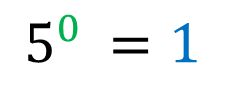 5⁰ = 1